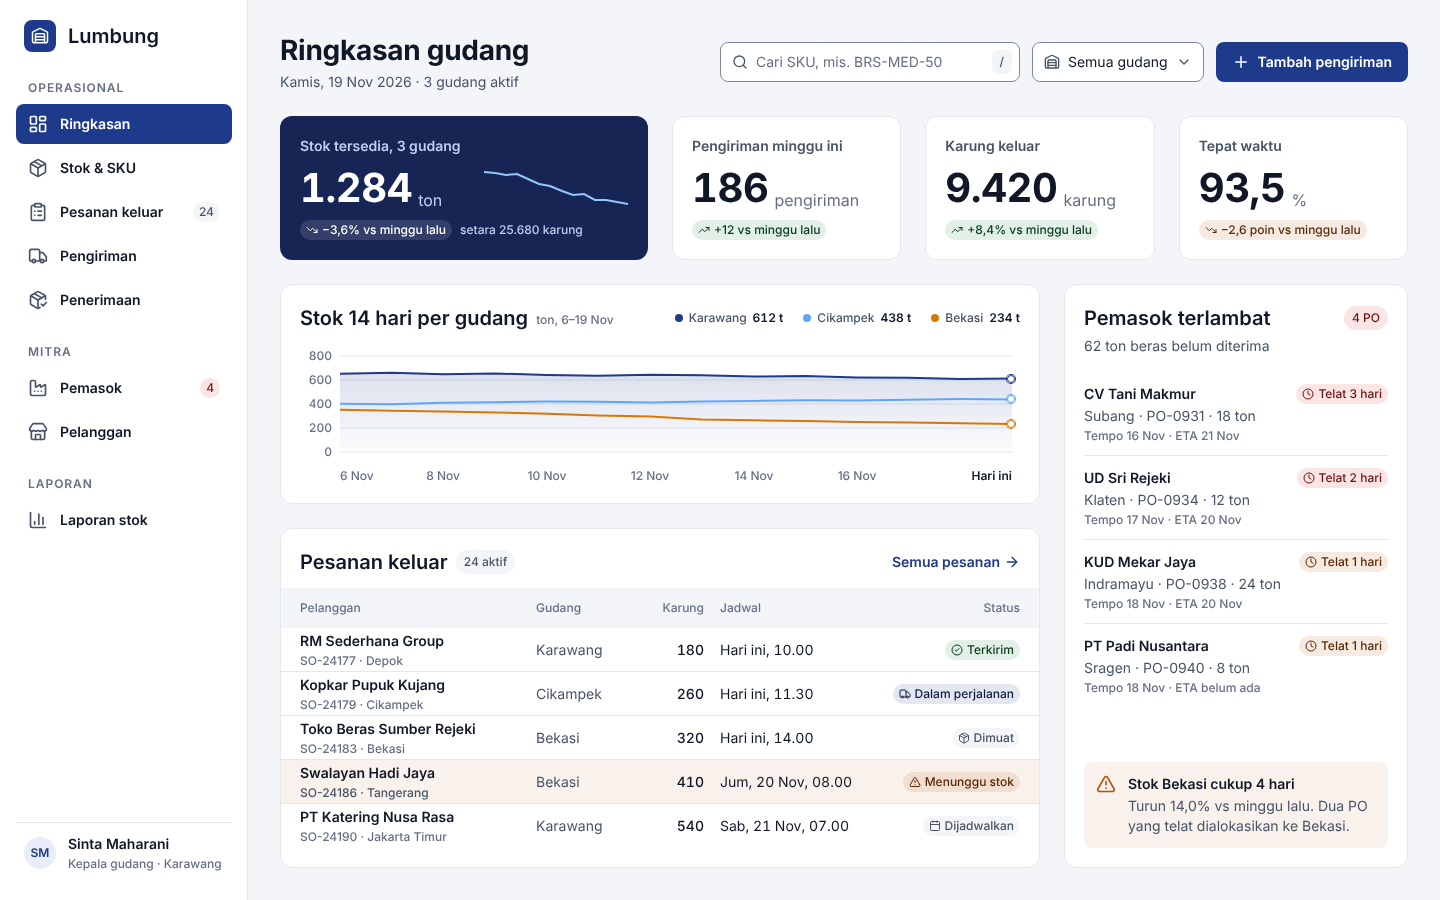 Lumbung
OPERASIONAL
Ringkasan
Stok & SKU
Pesanan keluar 24
Pengiriman
Penerimaan
MITRA
Pemasok 4
Pelanggan
LAPORAN
Laporan stok
SM
Sinta Maharani
Kepala gudang · Karawang
Ringkasan gudang
Kamis, 19 Nov 2026 · 3 gudang aktif
Cari SKU, mis. BRS-MED-50 /
Semua gudang
Tambah pengiriman
Stok tersedia, 3 gudang
1.284 ton
−3,6% vs minggu lalu setara 25.680 karung
Pengiriman minggu ini
186 pengiriman
+12 vs minggu lalu
Karung keluar
9.420 karung
+8,4% vs minggu lalu
Tepat waktu
93,5 %
−2,6 poin vs minggu lalu
Stok 14 hari per gudang ton, 6–19 Nov
Karawang 612 t Cikampek 438 t Bekasi 234 t
800
600
400
200
0
6 Nov 8 Nov 10 Nov 12 Nov 14 Nov 16 Nov Hari ini
Pesanan keluar 24 aktif
Semua pesanan
Pelanggan Gudang Karung Jadwal Status
RM Sederhana Group
SO-24177 · Depok
Karawang 180 Hari ini, 10.00 Terkirim
Kopkar Pupuk Kujang
SO-24179 · Cikampek
Cikampek 260 Hari ini, 11.30 Dalam perjalanan
Toko Beras Sumber Rejeki
SO-24183 · Bekasi
Bekasi 320 Hari ini, 14.00 Dimuat
Swalayan Hadi Jaya
SO-24186 · Tangerang
Bekasi 410 Jum, 20 Nov, 08.00 Menunggu stok
PT Katering Nusa Rasa
SO-24190 · Jakarta Timur
Karawang 540 Sab, 21 Nov, 07.00 Dijadwalkan
Pemasok terlambat 4 PO
62 ton beras belum diterima
CV Tani Makmur Telat 3 hari
Subang · PO-0931 · 18 ton
Tempo 16 Nov · ETA 21 Nov
UD Sri Rejeki Telat 2 hari
Klaten · PO-0934 · 12 ton
Tempo 17 Nov · ETA 20 Nov
KUD Mekar Jaya Telat 1 hari
Indramayu · PO-0938 · 24 ton
Tempo 18 Nov · ETA 20 Nov
PT Padi Nusantara Telat 1 hari
Sragen · PO-0940 · 8 ton
Tempo 18 Nov · ETA belum ada
Stok Bekasi cukup 4 hari
Turun 14,0% vs minggu lalu. Dua PO
yang telat dialokasikan ke Bekasi.